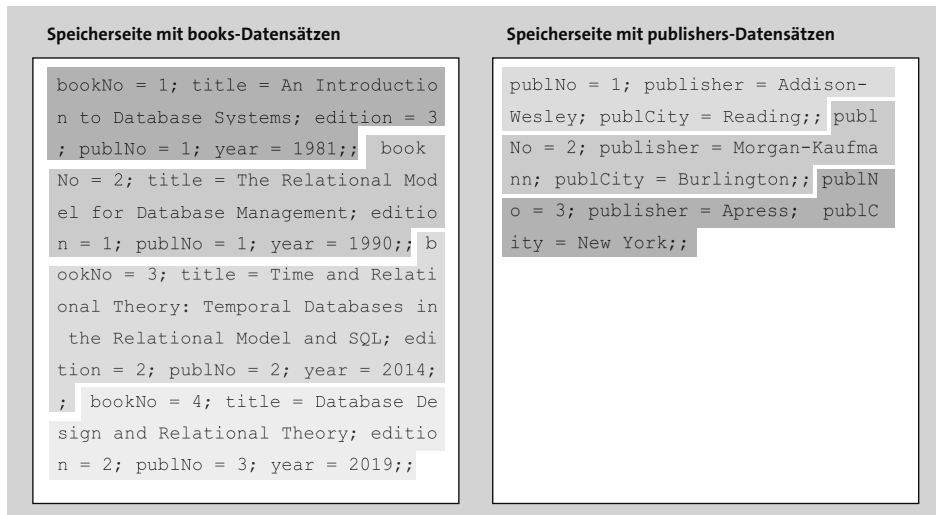 Speicherseite mit books-Datensätzen
bookNo = 1; title = An Introductio
n to Database Systems; edition = 3
; publNo = 1; year = 1981;; book
No = 2; title = The Relational Mod
el for Database Management; editio
n = 1; publNo = 1; year = 1990;; b
ookNo = 3; title = Time and Relati
onal Theory: Temporal Databases in
the Relational Model and SQL; edi
tion = 2; publNo = 2; year = 2014;
; bookNo = 4; title = Database De
sign and Relational Theory; editio
n = 2; publNo = 3; year = 2019;;
Speicherseite mit publishers-Datensätzen
publNo = 1; publisher = Addison-
Wesley; publCity = Reading;; publ
No = 2; publisher = Morgan-Kaufma
nn; publCity = Burlington;; publN
o = 3; publisher = Apress; publC
ity = New York;;